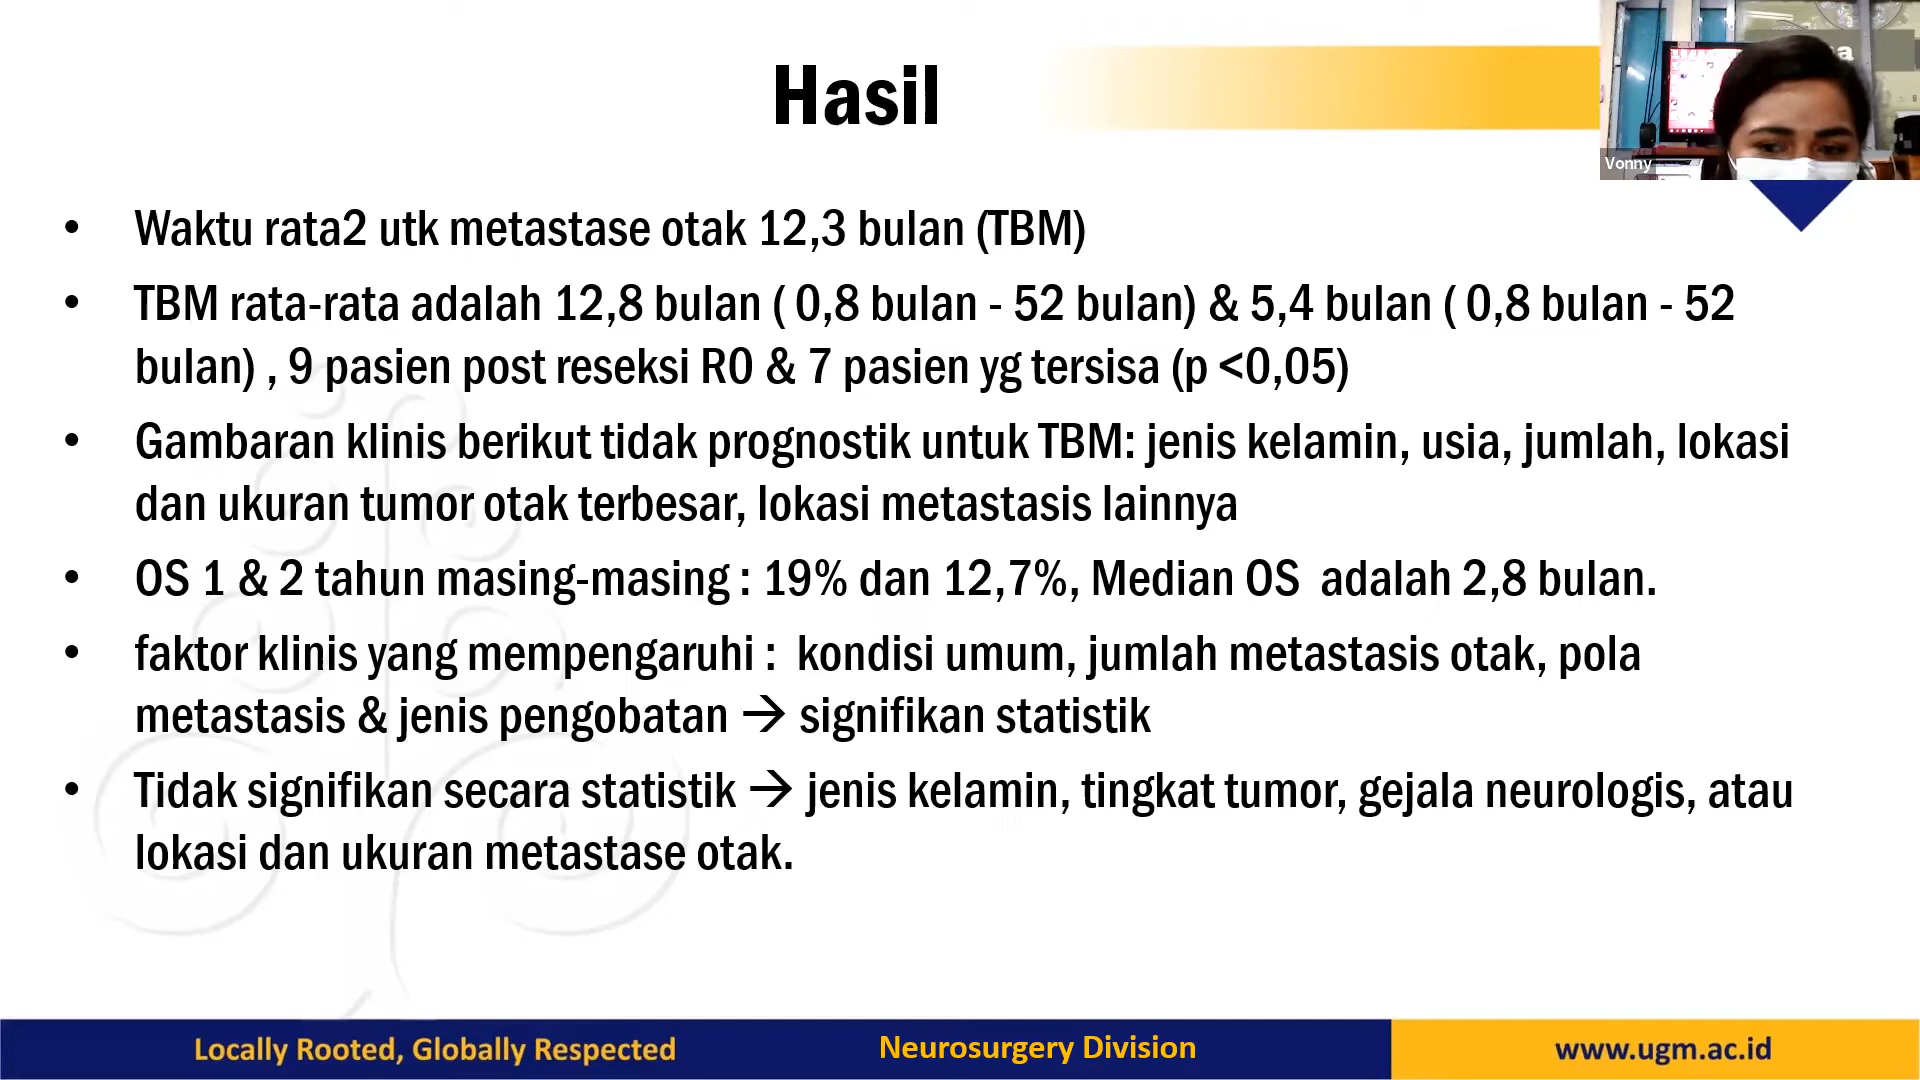 Hasil
Vonny
• Waktu rata2 utk metastase otak 12,3 bulan (TBM)
• TBM rata-rata adalah 12,8 bulan ( 0,8 bulan - 52 bulan) & 5,4 bulan ( 0,8 bulan - 52
bulan) , 9 pasien post reseksi R0 & 7 pasien yg tersisa (p <0,05)
• Gambaran klinis berikut tidak prognostik untuk TBM: jenis kelamin, usia, jumlah, lokasi
dan ukuran tumor otak terbesar, lokasi metastasis lainnya
• OS 1 & 2 tahun masing-masing : 19% dan 12,7%, Median OS adalah 2,8 bulan.
• faktor klinis yang mempengaruhi : kondisi umum, jumlah metastasis otak, pola
metastasis & jenis pengobatan → signifikan statistik
• Tidak signifikan secara statistik → jenis kelamin, tingkat tumor, gejala neurologis, atau
lokasi dan ukuran metastase otak.
Locally Rooted, Globally Respected
Neurosurgery Division
www.ugm.ac.id